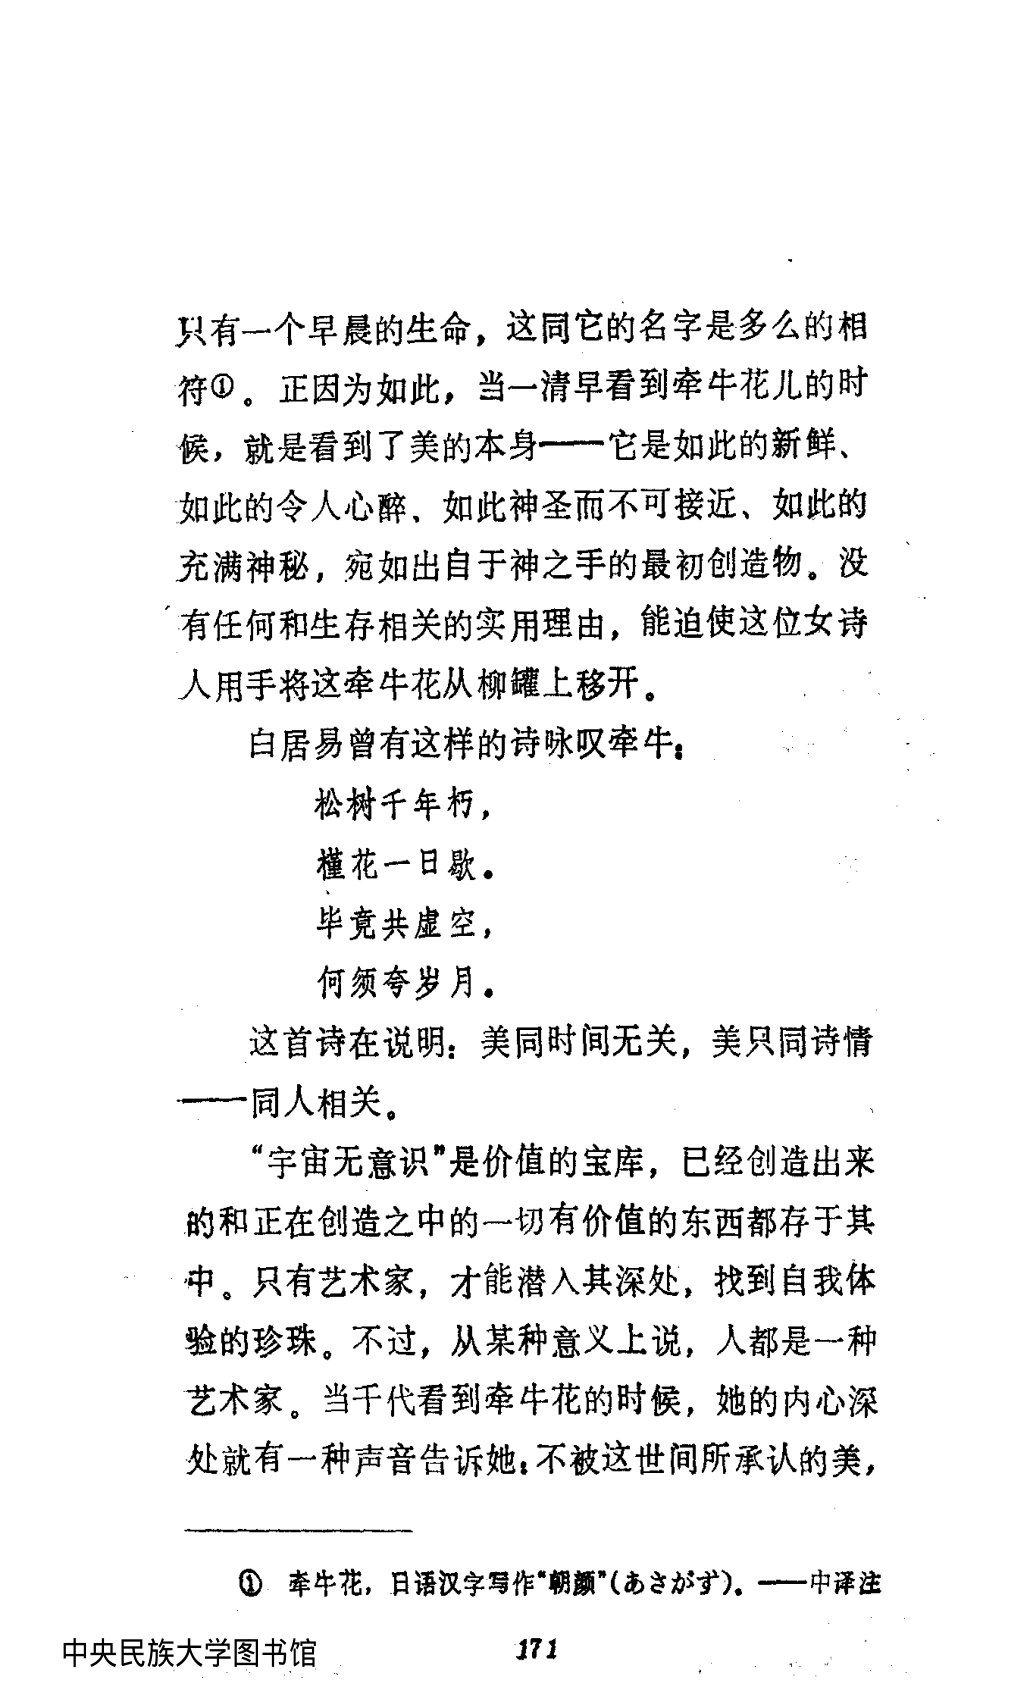 只有一个早晨的生命，这同它的名字是多么的相
符①。正因为如此，当一清早看到牵牛花儿的时
候，就是看到了美的本身——它是如此的新鲜、
如此的令人心醉、如此神圣而不可接近、如此的
充满神秘，宛如出自于神之手的最初创造物。没
有任何和生存相关的实用理由，能迫使这位女诗
人用手将这牵牛花从柳罐上移开。
白居易曾有这样的诗咏叹牵牛：
松树千年朽，
槿花一日歇。
毕竟共虚空，
何须夸岁月。
这首诗在说明：美同时间无关，美只同诗情
——同人相关。
“宇宙无意识”是价值的宝库，已经创造出来
的和正在创造之中的一切有价值的东西都存于其
中。只有艺术家，才能潜入其深处，找到自我体
验的珍珠。不过，从某种意义上说，人都是一种
艺术家。当千代看到牵牛花的时候，她的内心深
处就有一种声音告诉她：不被这世间所承认的美，
① 牵牛花，日语汉字写作“朝颜”(あさがず)。——中译注
171
中央民族大学图书馆